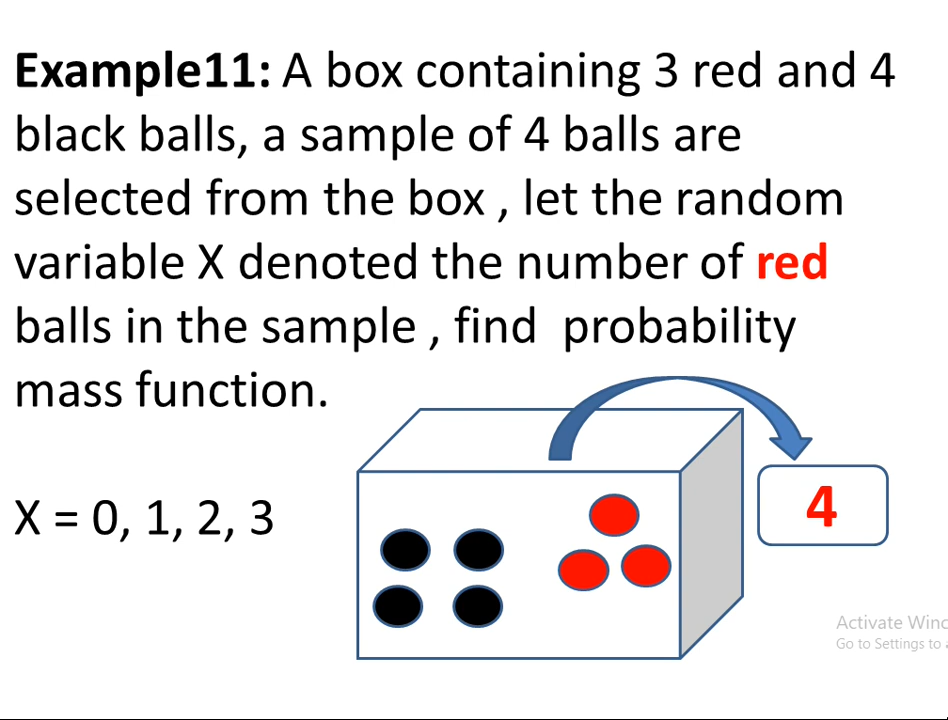 Example11: A box containing 3 red and 4
black balls, a sample of 4 balls are
selected from the box , let the random
variable X denoted the number of red
balls in the sample , find  probability
mass function.
X = 0, 1, 2, 3
4
Activate Winc
Go to Settings to